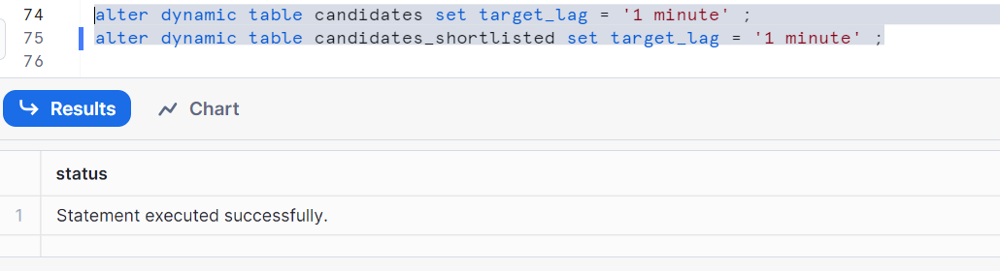 74 alter dynamic table candidates set target_lag = '1 minute' ;
75 alter dynamic table candidates_shortlisted set target_lag = '1 minute' ;
76
Results Chart
status
1 Statement executed successfully.